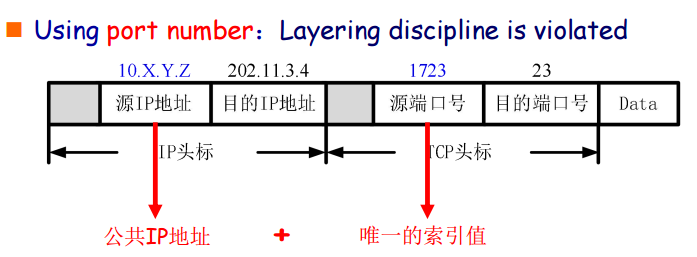 Using port number：Layering discipline is violated
10.X.Y.Z 202.11.3.4 1723 23
源IP地址 目的IP地址 源端口号 目的端口号 Data
IP头标 TCP头标
公共IP地址 + 唯一的索引值